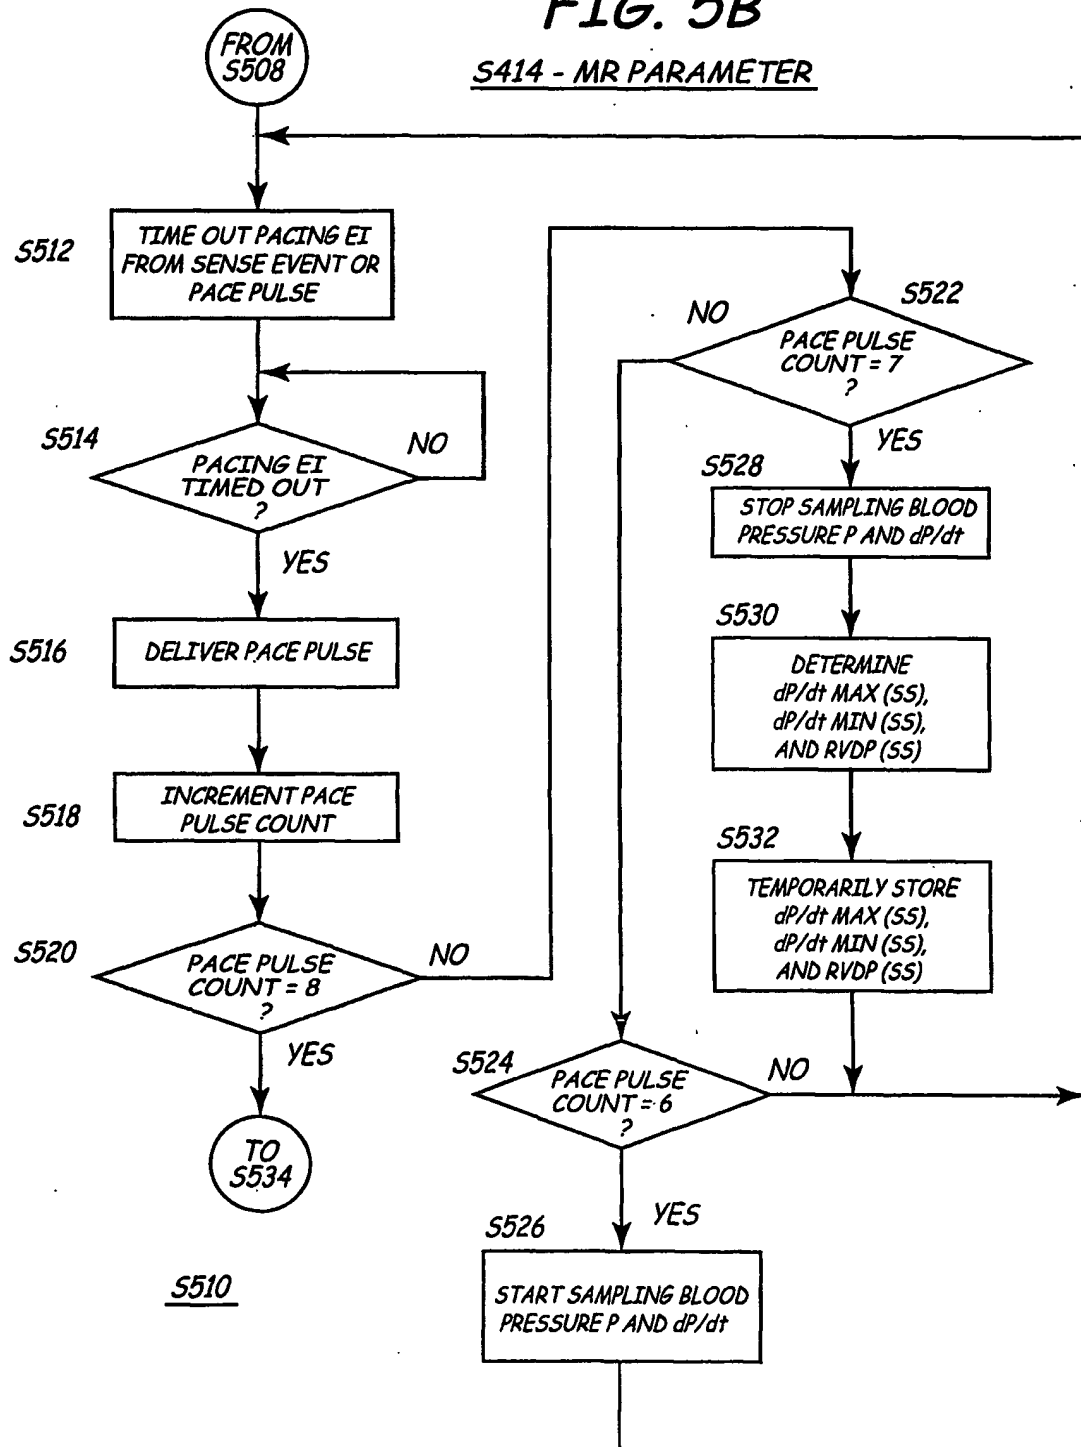 FIG. 5B
S414 - MR PARAMETER
FROM
S508
S512
TIME OUT PACING EI
FROM SENSE EVENT OR
PACE PULSE
S514
PACING EI
TIMED OUT
?
NO
YES
S516
DELIVER PACE PULSE
S518
INCREMENT PACE
PULSE COUNT
S520
PACE PULSE
COUNT = 8
?
NO
YES
TO
S534
S510
S522
PACE PULSE
COUNT = 7
?
NO
YES
S528
STOP SAMPLING BLOOD
PRESSURE P AND dP/dt
S530
DETERMINE
dP/dt MAX (SS),
dP/dt MIN (SS),
AND RVDP (SS)
S532
TEMPORARILY STORE
dP/dt MAX (SS),
dP/dt MIN (SS),
AND RVDP (SS)
S524
PACE PULSE
COUNT = 6
?
NO
YES
S526
START SAMPLING BLOOD
PRESSURE P AND dP/dt